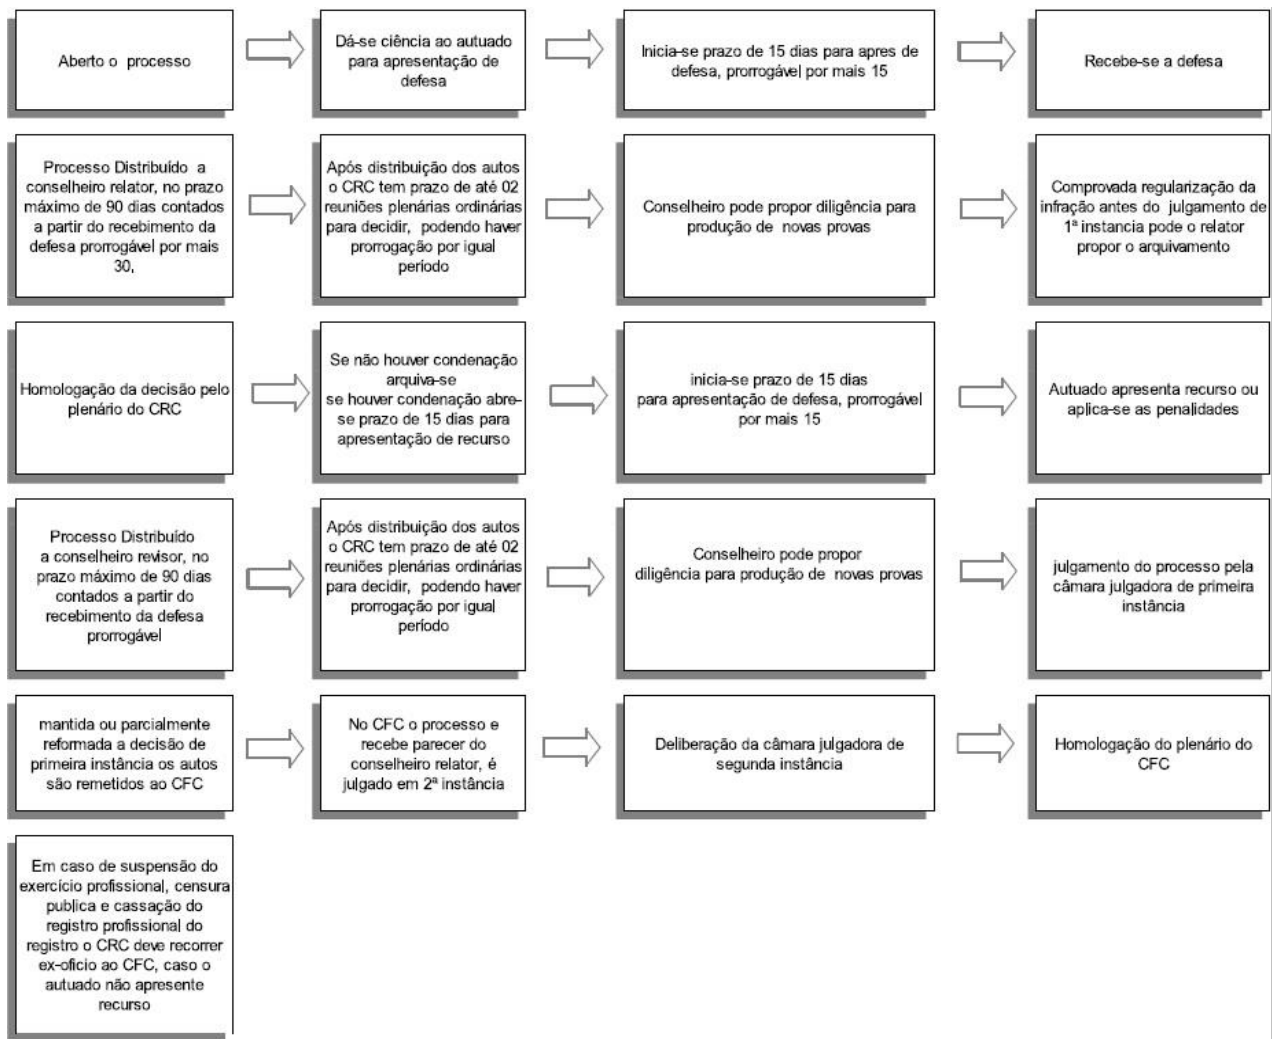 Aberto o processo
Dá-se ciência ao autuado
para apresentação de
defesa
Inicia-se prazo de 15 dias para apres de
defesa, prorrogável por mais 15
Recebe-se a defesa
Processo Distribuído a
conselheiro relator, no prazo
máximo de 90 dias contados
a partir do recebimento da
defesa prorrogável por mais
30,
Após distribuição dos autos
o CRC tem prazo de até 02
reuniões plenárias ordinárias
para decidir, podendo haver
prorrogação por igual
período
Conselheiro pode propor diligência para
produção de novas provas
Comprovada regularização da
infração antes do julgamento de
1ª instancia pode o relator
propor o arquivamento
Homologação da decisão pelo
plenário do CRC
Se não houver condenação
arquiva-se
se houver condenação abre-
se prazo de 15 dias para
apresentação de recurso
inicia-se prazo de 15 dias
para apresentação de defesa, prorrogável
por mais 15
Autuado apresenta recurso ou
aplica-se as penalidades
Processo Distribuído
a conselheiro revisor, no
prazo máximo de 90 dias
contados a partir do
recebimento da defesa
prorrogável
Após distribuição dos autos
o CRC tem prazo de até 02
reuniões plenárias ordinárias
para decidir, podendo haver
prorrogação por igual
período
Conselheiro pode propor
diligência para produção de novas provas
julgamento do processo pela
câmara julgadora de primeira
instância
mantida ou parcialmente
reformada a decisão de
primeira instância os autos
são remetidos ao CFC
No CFC o processo e
recebe parecer do
conselheiro relator, é
julgado em 2ª instância
Deliberação da câmara julgadora de
segunda instância
Homologação do plenário do
CFC
Em caso de suspensão do
exercício profissional, censura
publica e cassação do
registro profissional do
registro o CRC deve recorrer
ex-oficio ao CFC, caso o
autuado não apresente
recurso